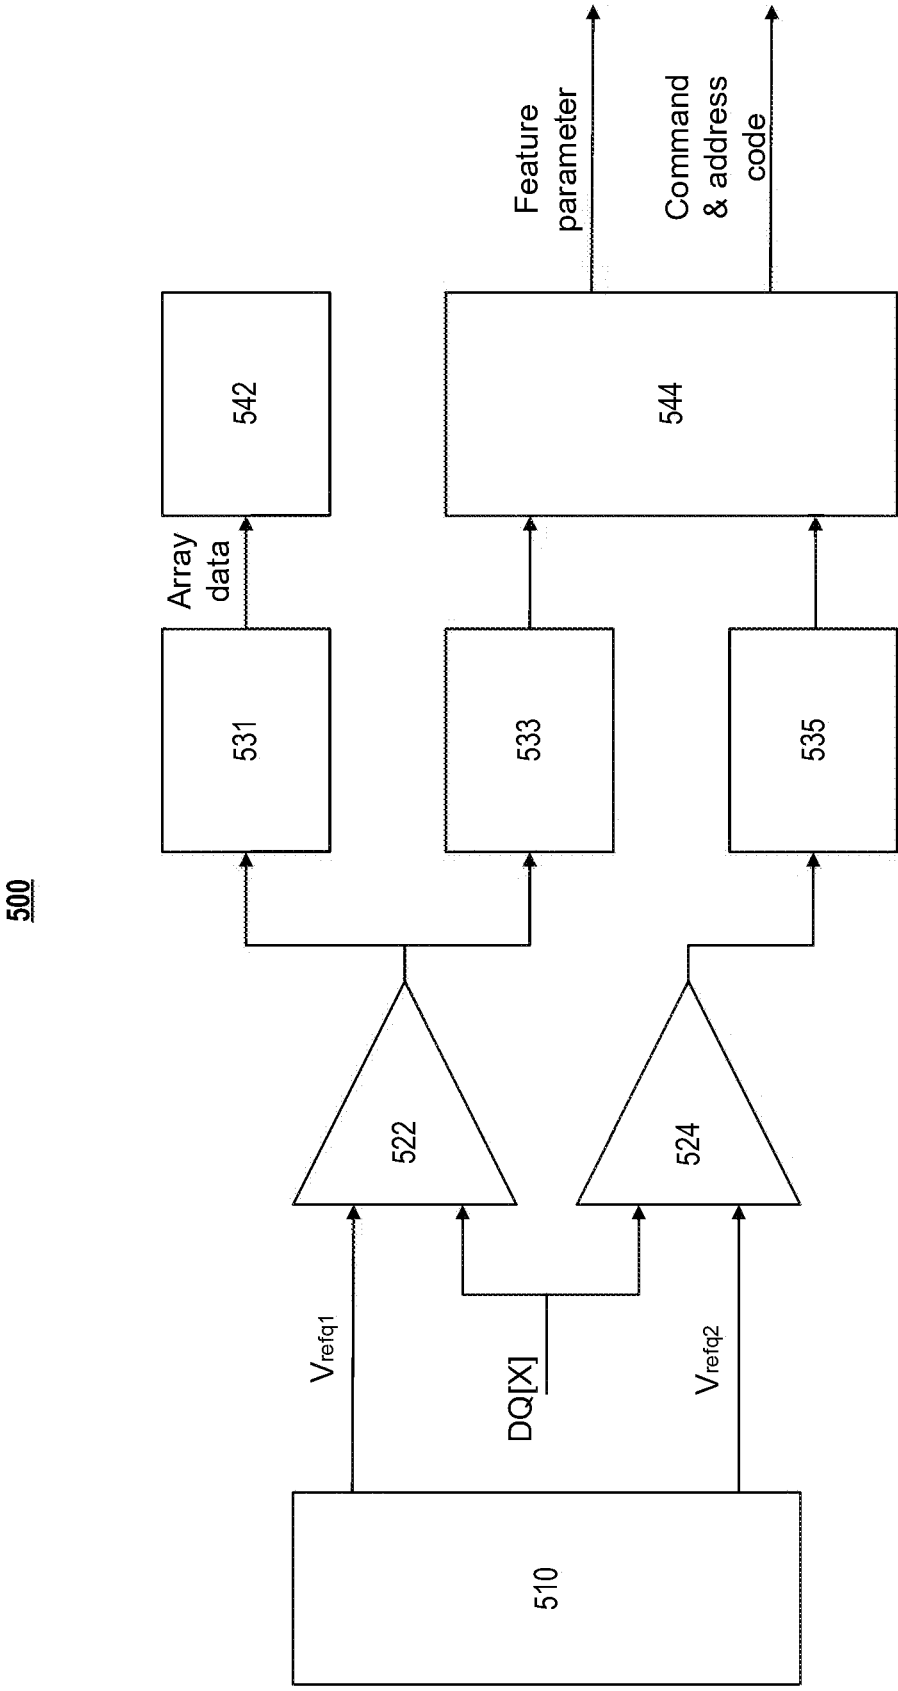 500
510
Vrefq1
DQ[X]
Vrefq2
522
524
531
533
535
Array
data
542
544
Feature
parameter
Command
& address
code